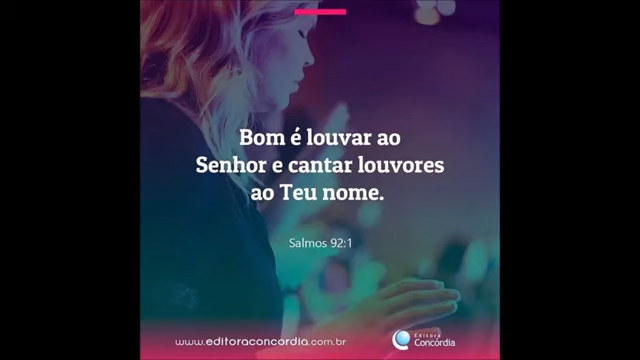 Bom é louvar ao
Senhor e cantar louvores
ao Teu nome.
Salmos 92:1
www.editoraconcordia.com.br
Editora
Concórdia